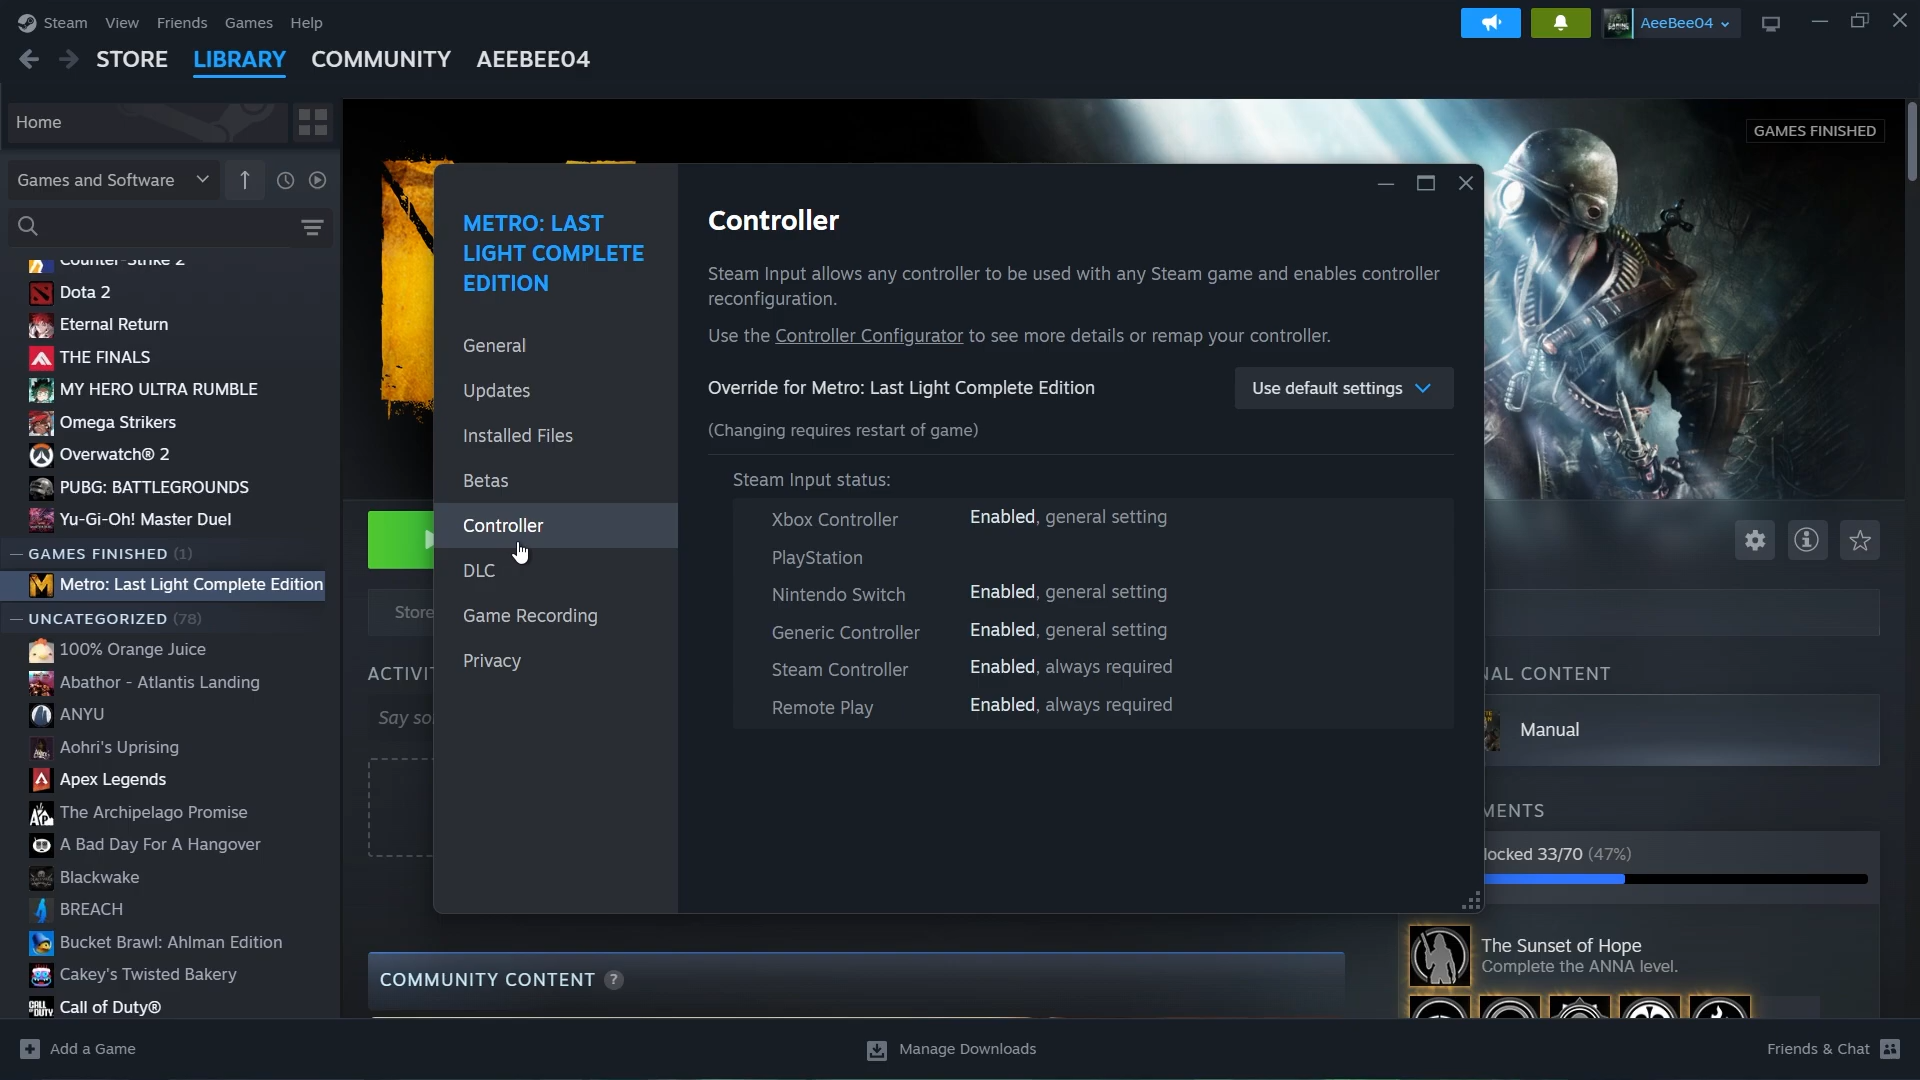 Steam View Friends Games Help
AeeBee04
STORE LIBRARY COMMUNITY AEEBEE04
Home
GAMES FINISHED
Games and Software
Counter-Strike 2
Dota 2
Eternal Return
THE FINALS
MY HERO ULTRA RUMBLE
Omega Strikers
Overwatch® 2
PUBG: BATTLEGROUNDS
Yu-Gi-Oh! Master Duel
— GAMES FINISHED (1)
Metro: Last Light Complete Edition
— UNCATEGORIZED (78)
100% Orange Juice
Abathor - Atlantis Landing
ANYU
Aohri's Uprising
Apex Legends
The Archipelago Promise
A Bad Day For A Hangover
Blackwake
BREACH
Bucket Brawl: Ahlman Edition
Cakey's Twisted Bakery
Call of Duty®
METRO: LAST
LIGHT COMPLETE
EDITION
General
Updates
Installed Files
Betas
Controller
DLC
Game Recording
Privacy
Controller
Steam Input allows any controller to be used with any Steam game and enables controller
reconfiguration.
Use the Controller Configurator to see more details or remap your controller.
Override for Metro: Last Light Complete Edition Use default settings
(Changing requires restart of game)
Steam Input status:
Xbox Controller Enabled, general setting
PlayStation
Nintendo Switch Enabled, general setting
Generic Controller Enabled, general setting
Steam Controller Enabled, always required
Remote Play Enabled, always required
Store
ACTIVI
Say so
COMMUNITY CONTENT ?
NAL CONTENT
Manual
MENTS
locked 33/70 (47%)
The Sunset of Hope
Complete the ANNA level.
Add a Game
Manage Downloads
Friends & Chat